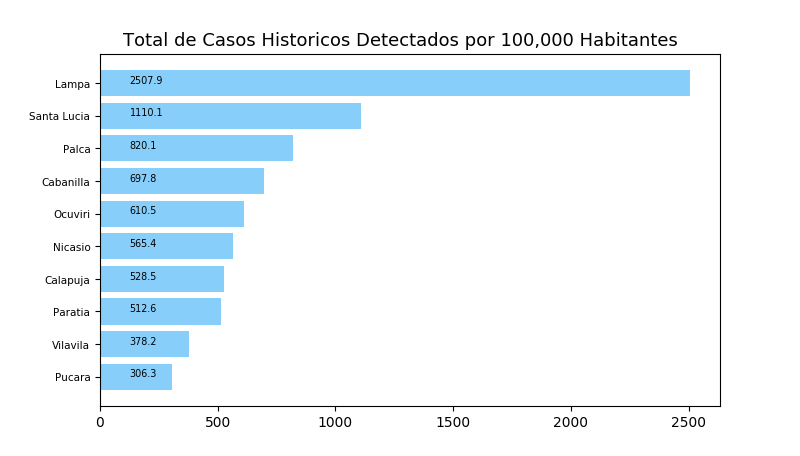 Total de Casos Historicos Detectados por 100,000 Habitantes
Lampa 2507.9
Santa Lucia 1110.1
Palca 820.1
Cabanilla 697.8
Ocuviri 610.5
Nicasio 565.4
Calapuja 528.5
Paratia 512.6
Vilavila 378.2
Pucara 306.3
0 500 1000 1500 2000 2500